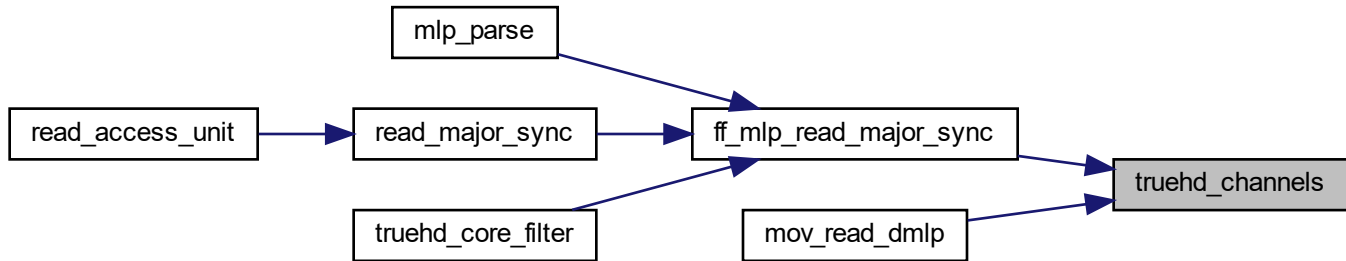 mlp_parse
read_access_unit
read_major_sync
ff_mlp_read_major_sync
truehd_channels
truehd_core_filter
mov_read_dmlp